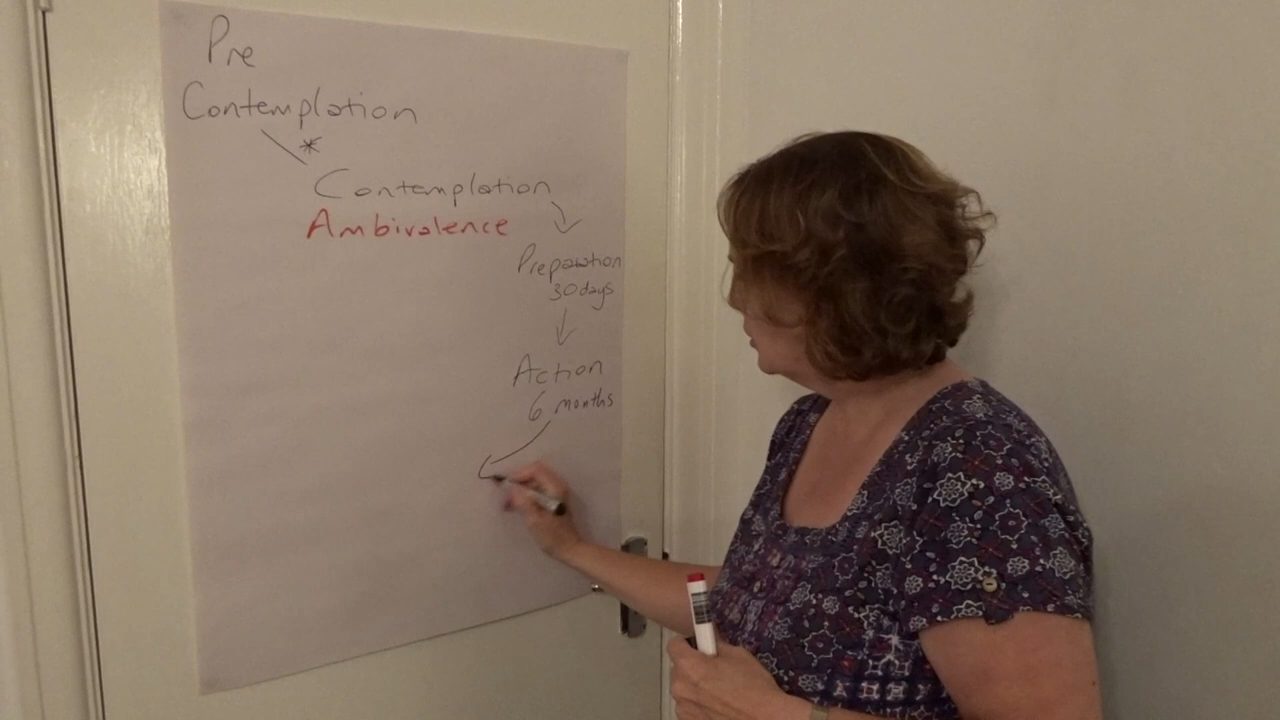 Pre
Contemplation
*
Contemplation
Ambivalence
Preparation
30 days
Action
6 months